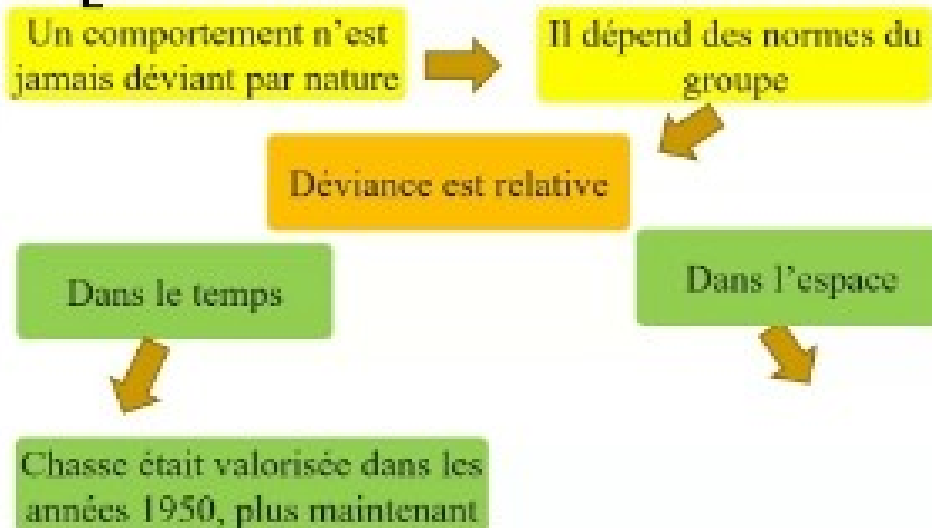 Un comportement n'est
jamais déviant par nature
Il dépend des normes du
groupe
Déviance est relative
Dans le temps
Dans l'espace
Chasse était valorisée dans les
années 1950, plus maintenant